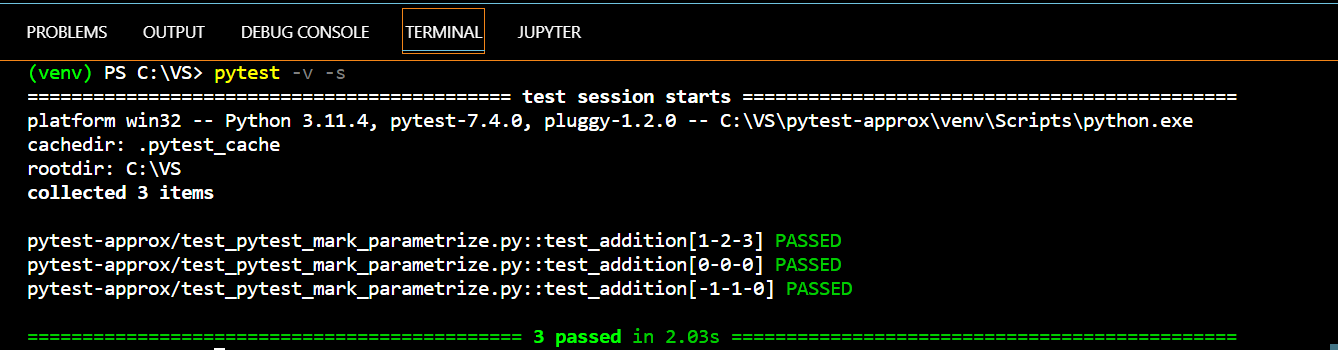 PROBLEMS OUTPUT DEBUG CONSOLE TERMINAL JUPYTER
(venv) PS C:\VS> pytest -v -s
============================================ test session starts =============================================
platform win32 -- Python 3.11.4, pytest-7.4.0, pluggy-1.2.0 -- C:\VS\pytest-approx\venv\Scripts\python.exe
cachedir: .pytest_cache
rootdir: C:\VS
collected 3 items
pytest-approx/test_pytest_mark_parametrize.py::test_addition[1-2-3] PASSED
pytest-approx/test_pytest_mark_parametrize.py::test_addition[0-0-0] PASSED
pytest-approx/test_pytest_mark_parametrize.py::test_addition[-1-1-0] PASSED
============================================= 3 passed in 2.03s ==============================================